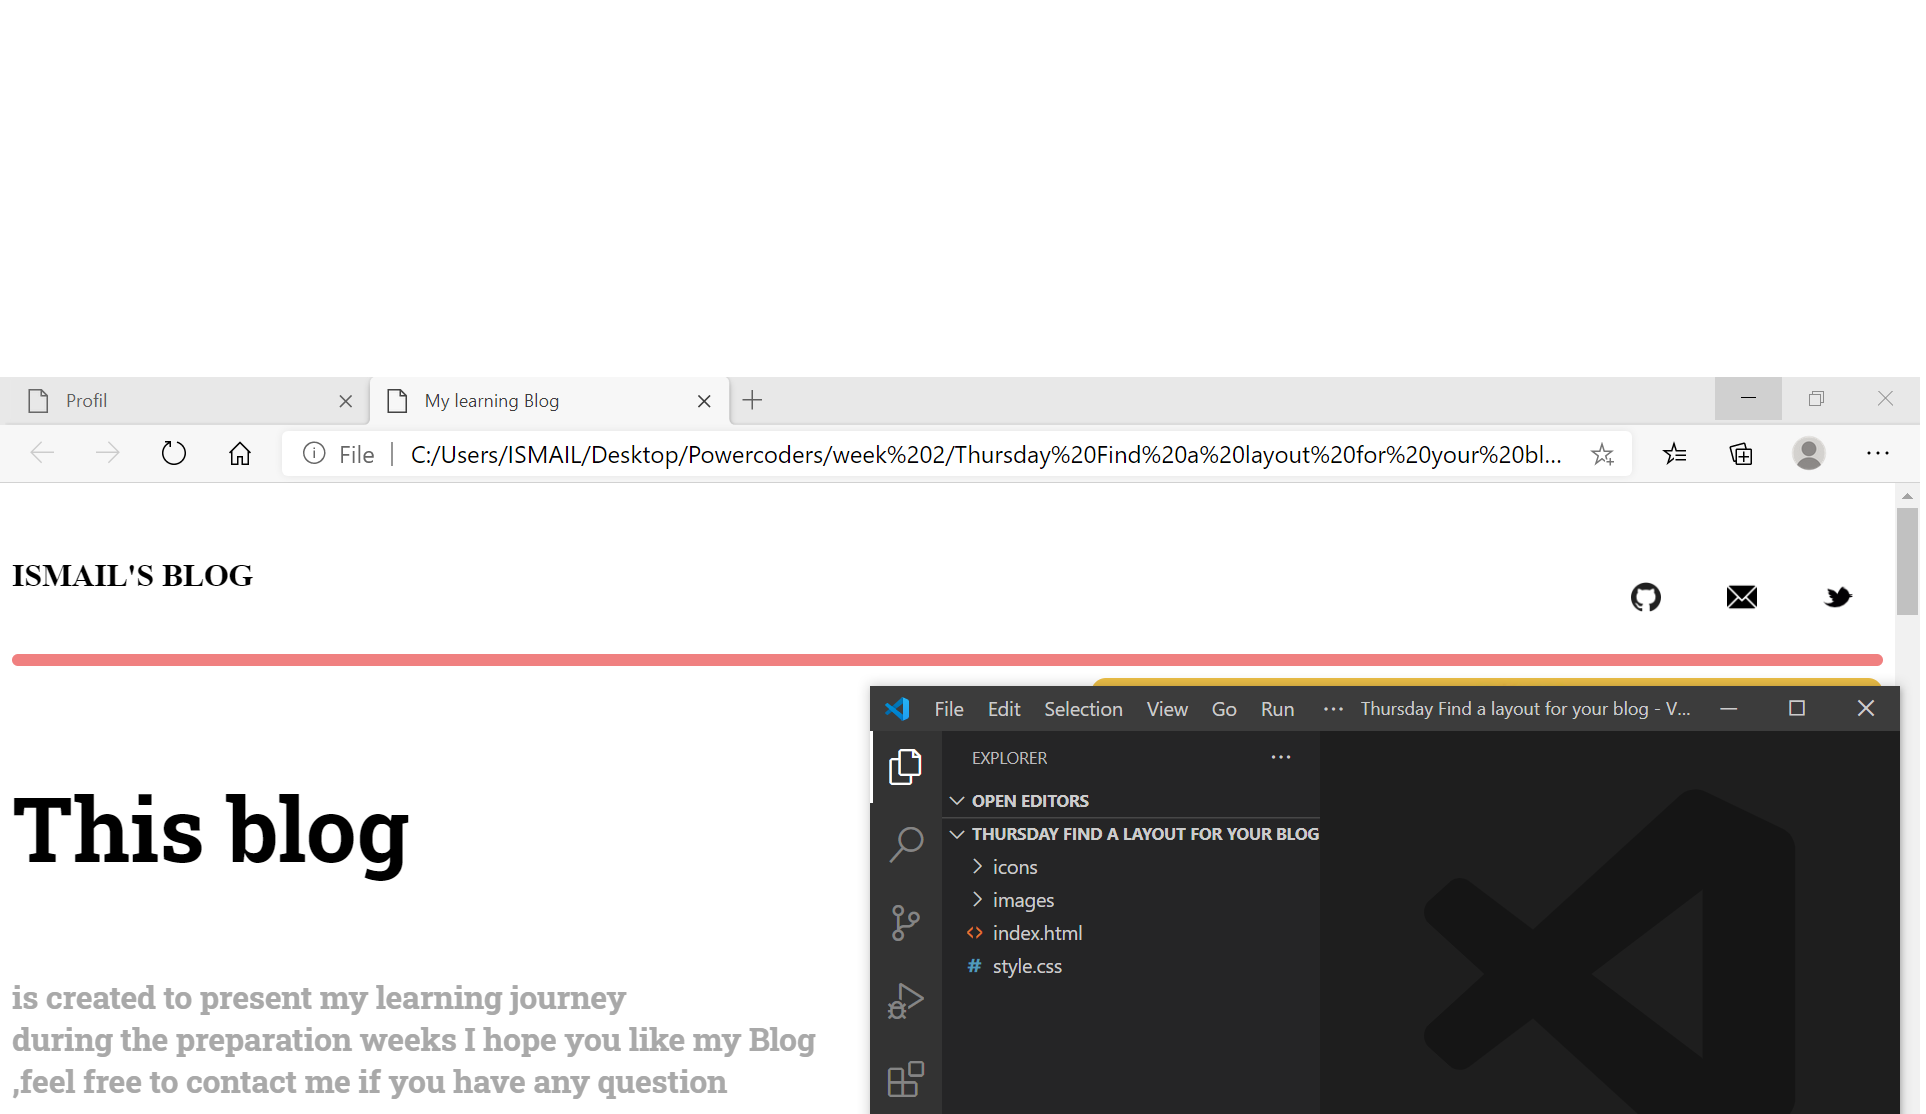 Profil
My learning Blog
File
C:/Users/ISMAIL/Desktop/Powercoders/week%202/Thursday%20Find%20a%20layout%20for%20your%20bl...
ISMAIL'S BLOG
This blog
is created to present my learning journey
during the preparation weeks I hope you like my Blog
,feel free to contact me if you have any question
File Edit Selection View Go Run ··· Thursday Find a layout for your blog - V...
EXPLORER
OPEN EDITORS
THURSDAY FIND A LAYOUT FOR YOUR BLOG
icons
images
index.html
style.css